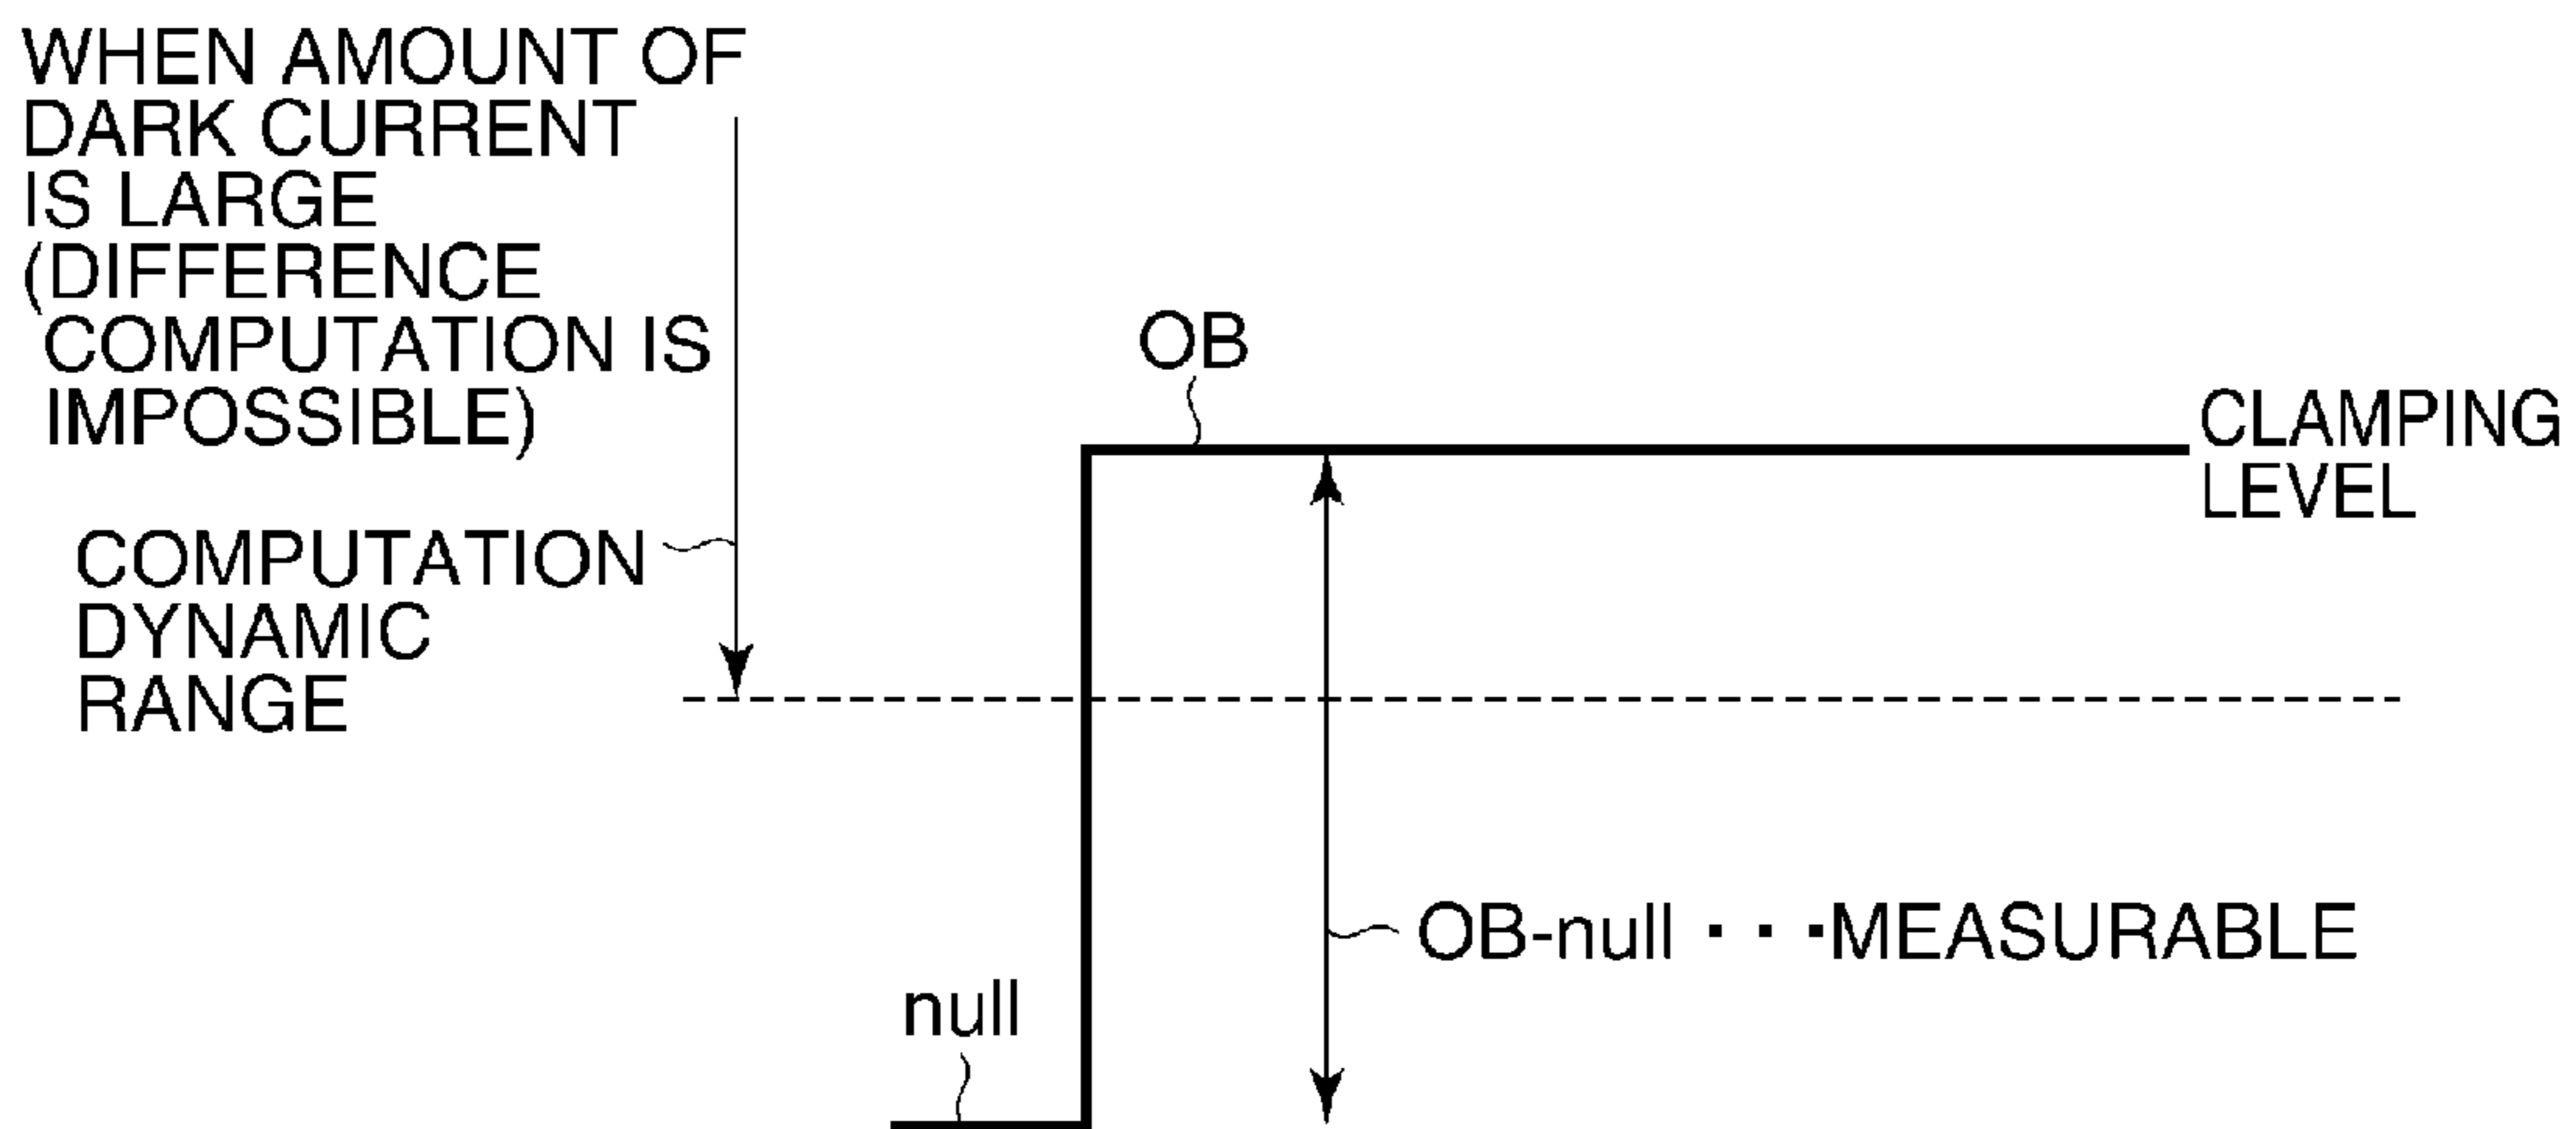 WHEN AMOUNT OF
DARK CURRENT
IS LARGE
(DIFFERENCE
COMPUTATION IS
IMPOSSIBLE)
OB
CLAMPING
LEVEL
COMPUTATION
DYNAMIC
RANGE
OB-null ・・・MEASURABLE
null